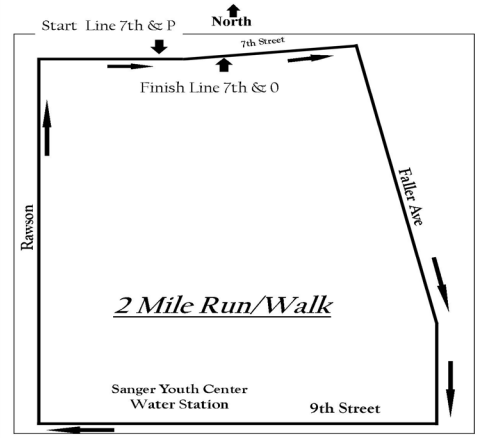 North
Start Line 7th & P
7th Street
Finish Line 7th & 0
Faller Ave
Rawson
2 Mile Run/Walk
Sanger Youth Center
Water Station
9th Street